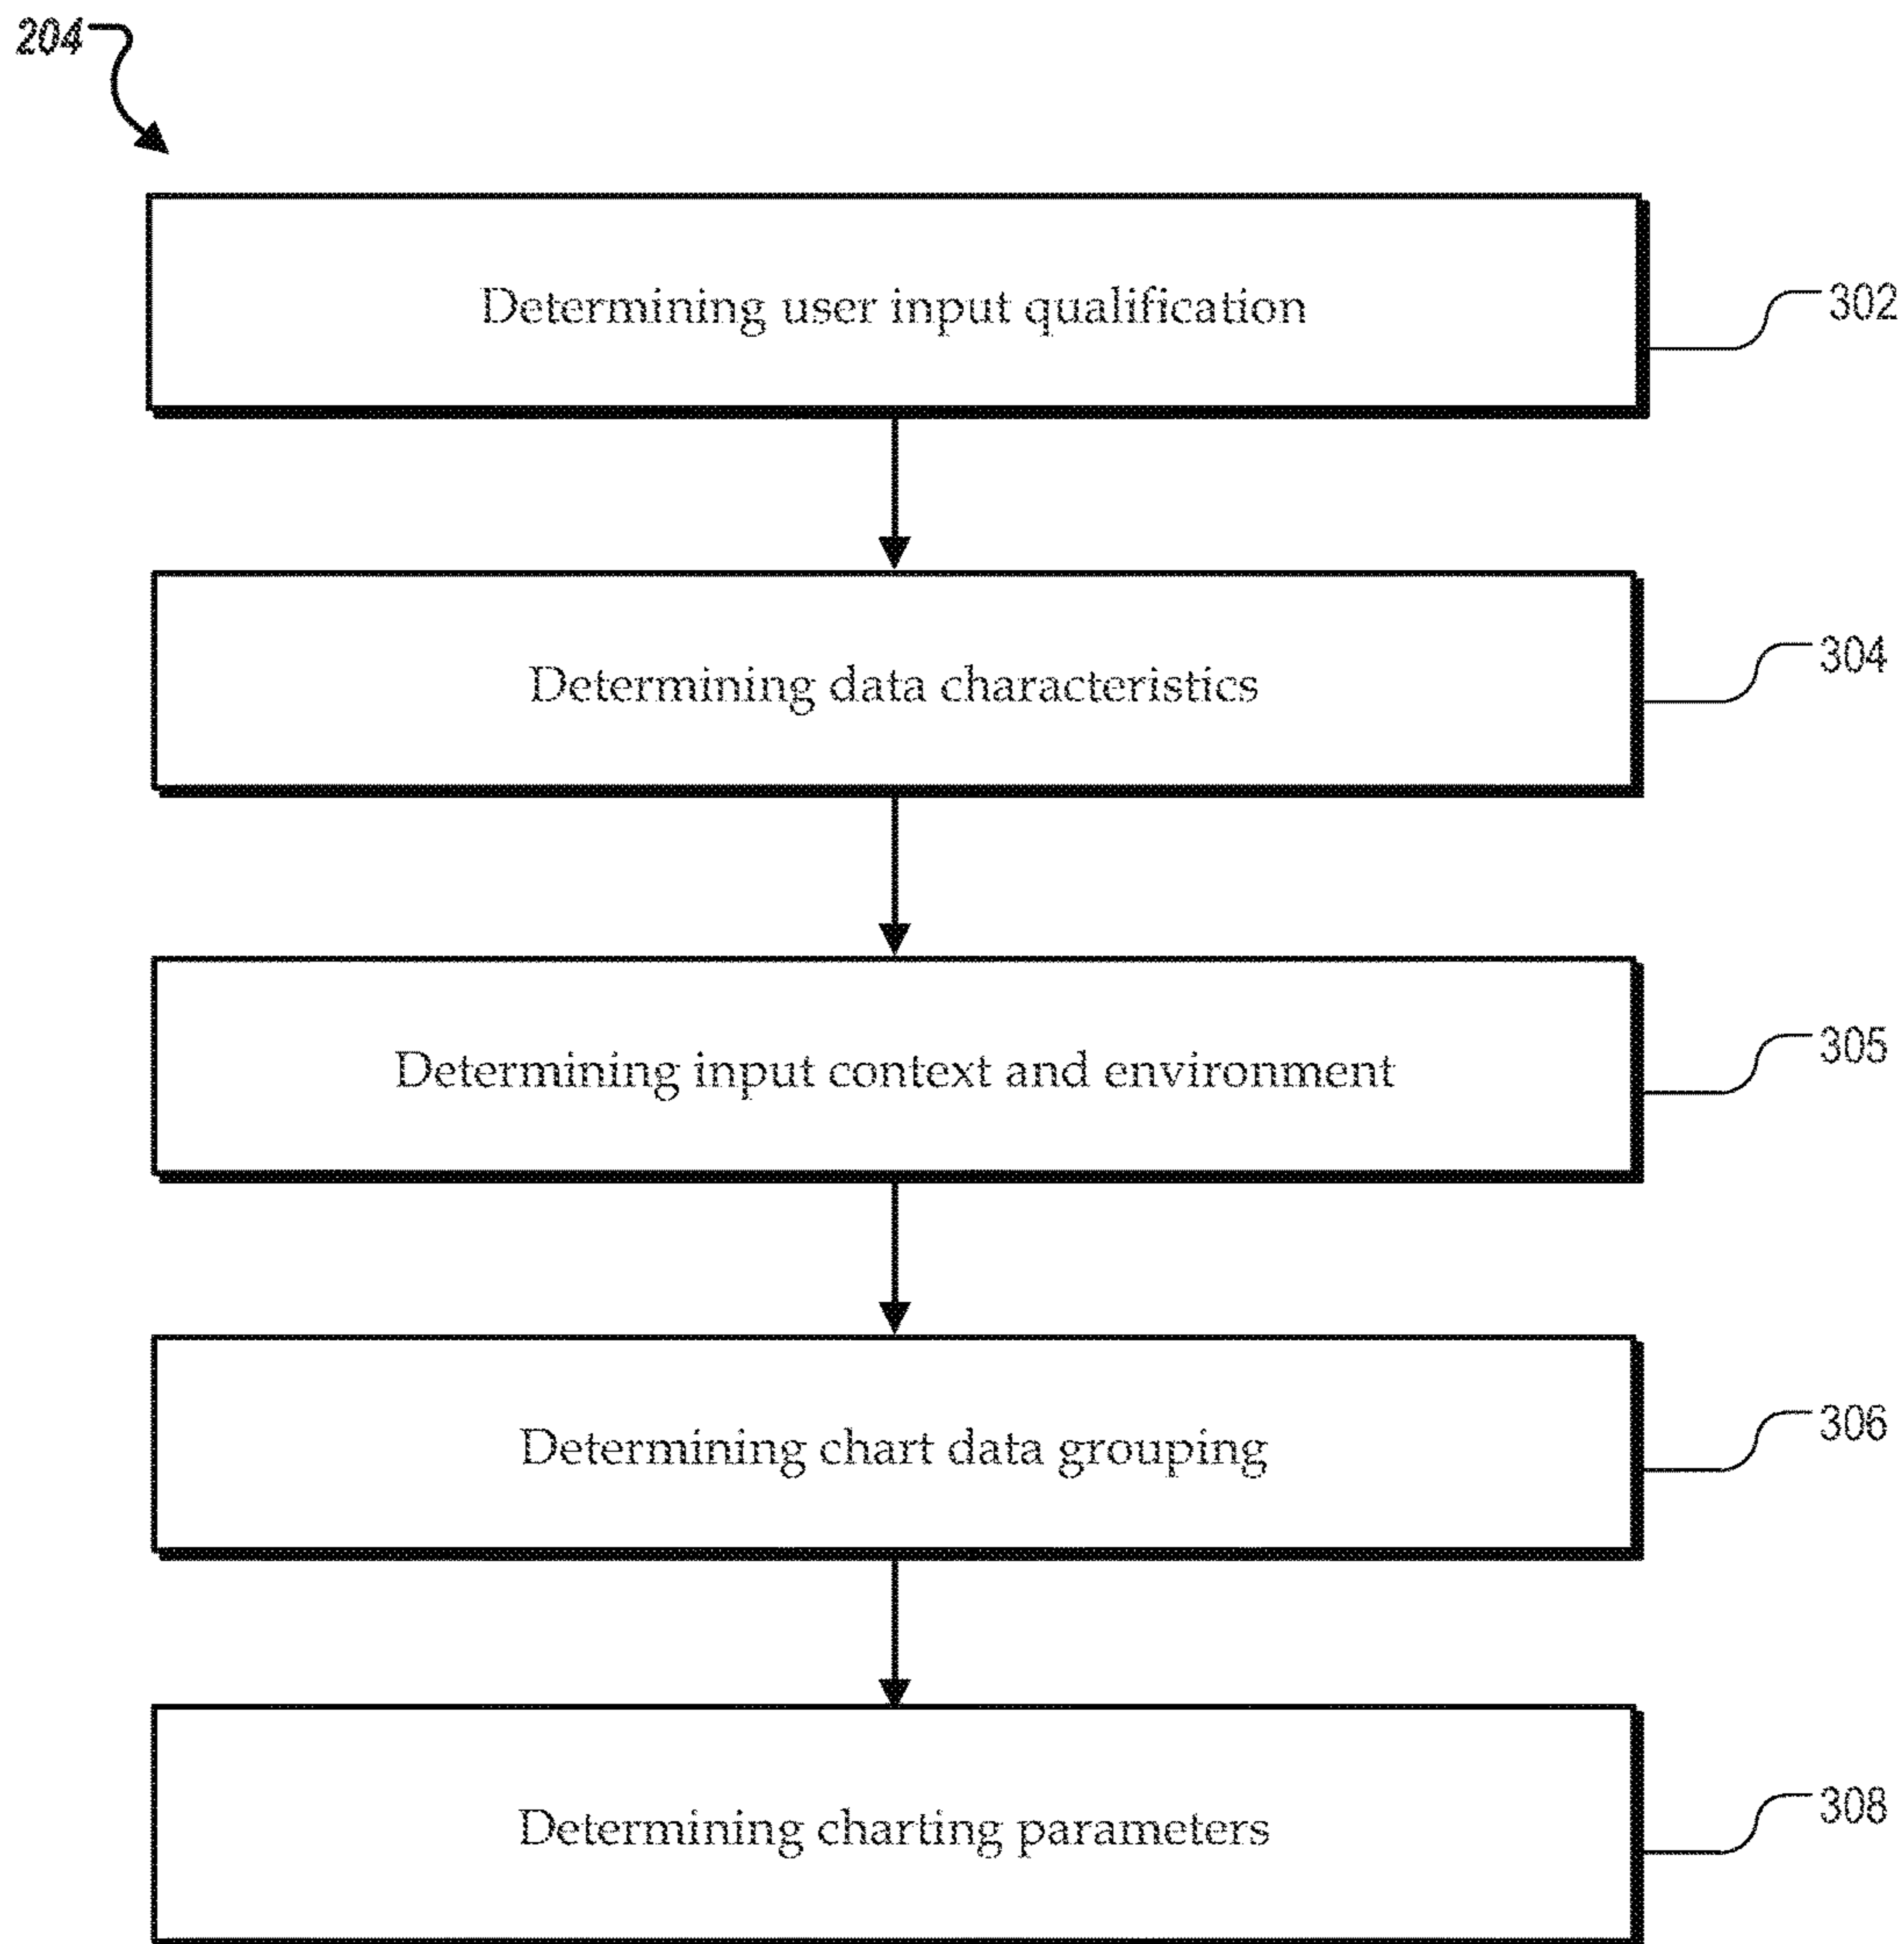 204
Determining user input qualification
302
Determining data characteristics
304
Determining input context and environment
305
Determining chart data grouping
306
Determining charting parameters
308